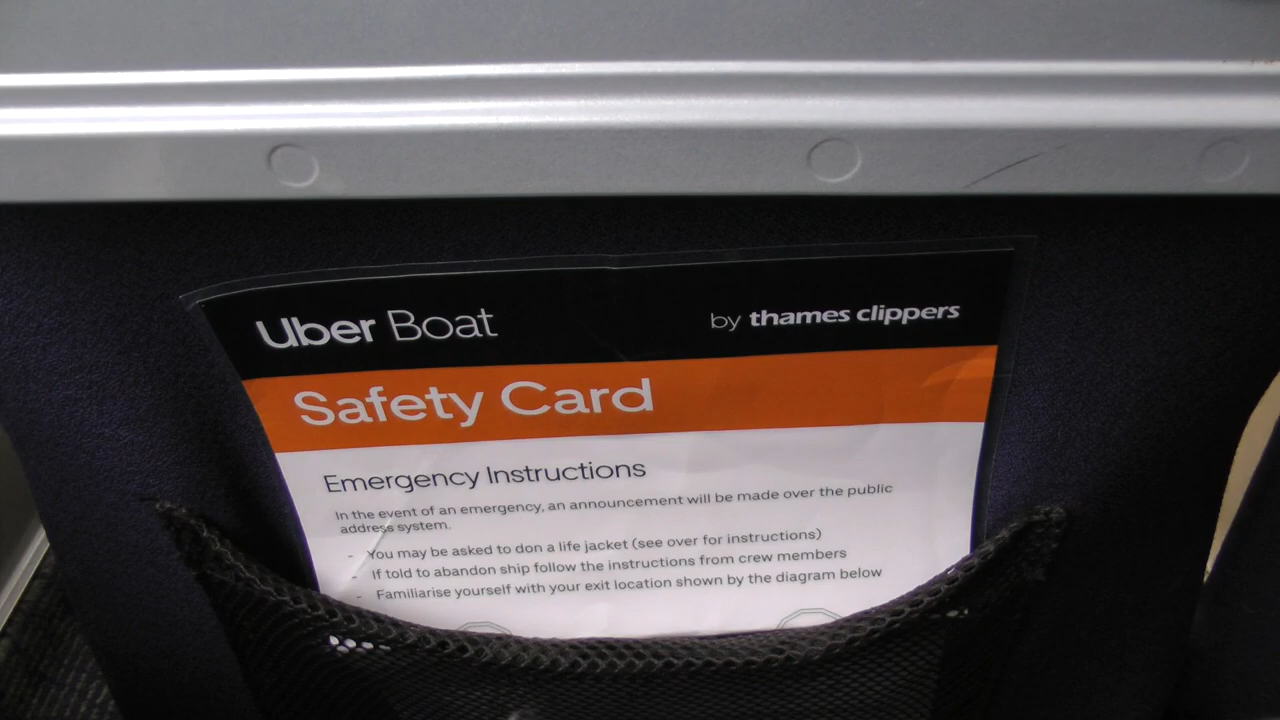 Uber Boat by thames clippers
Safety Card
Emergency Instructions
In the event of an emergency, an announcement will be made over the public
address system.
- You may be asked to don a life jacket (see over for instructions)
- If told to abandon ship follow the instructions from crew members
- Familiarise yourself with your exit location shown by the diagram below